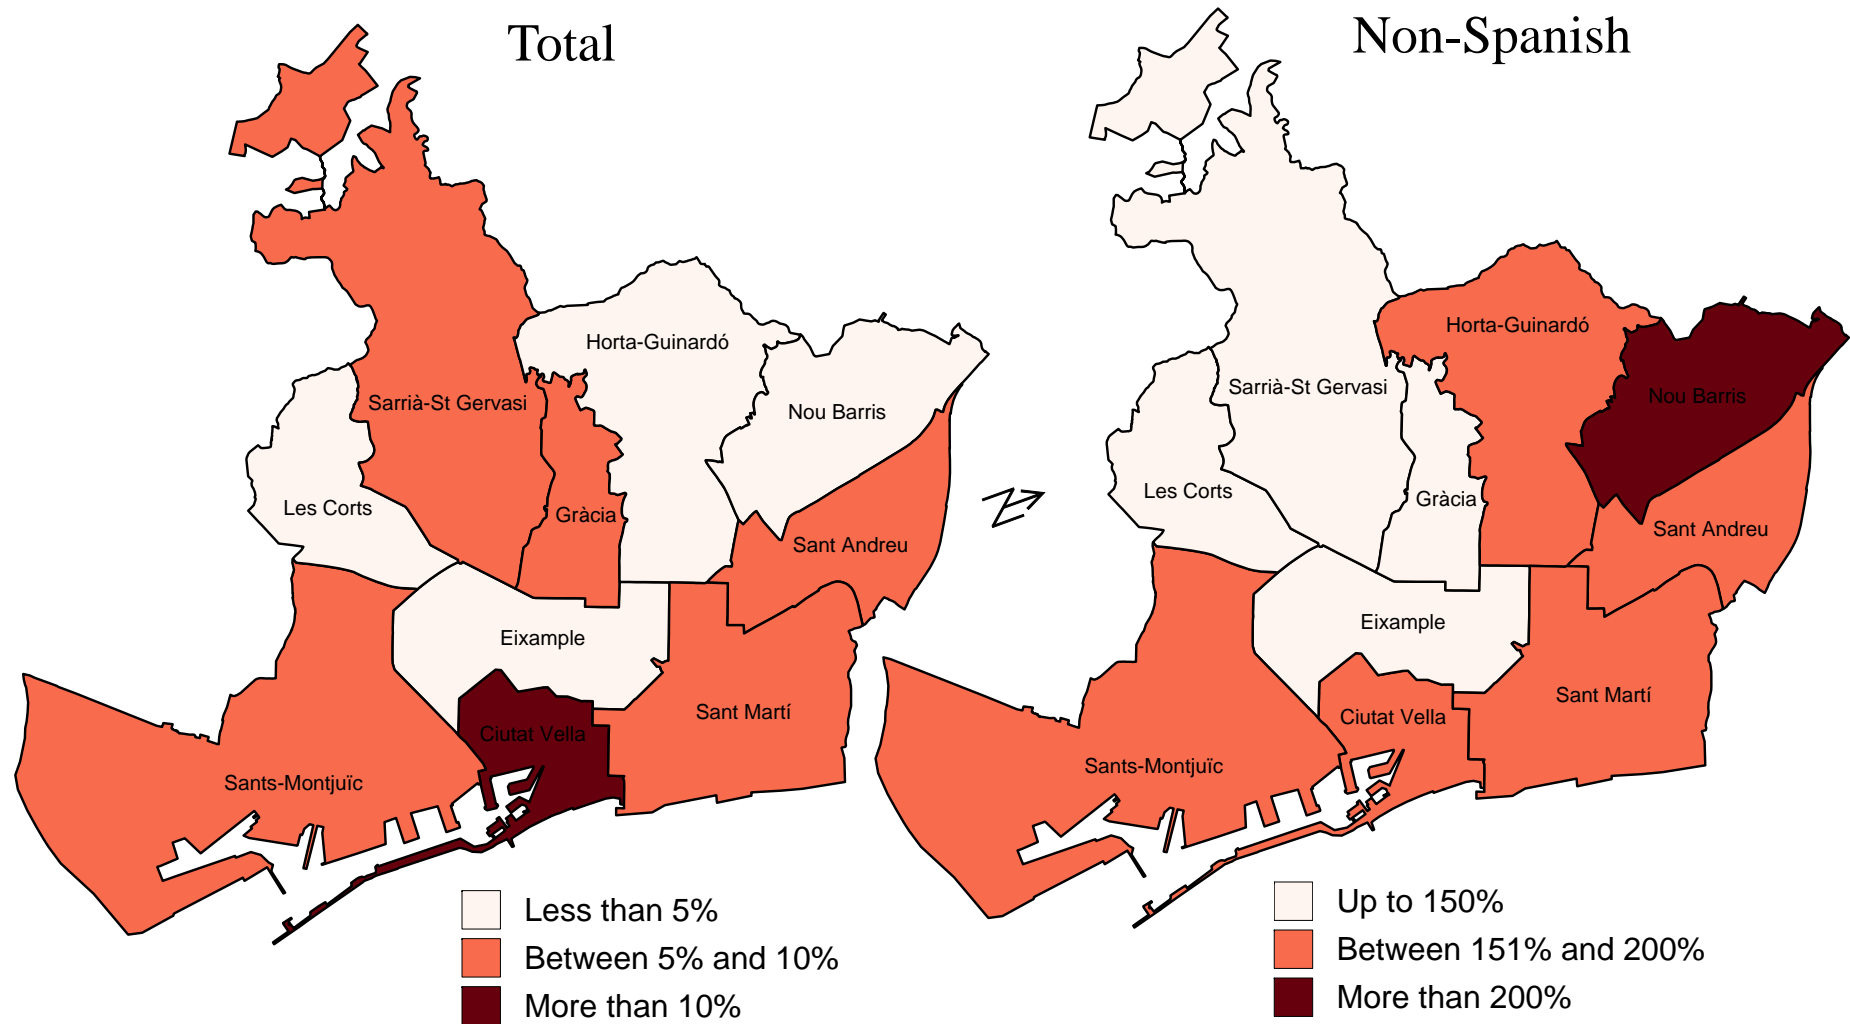 Total
Horta-Guinardó
Sarrià-St Gervasi
Nou Barris
Les Corts
Gràcia
Sant Andreu
Eixample
Sant Martí
Ciutat Vella
Sants-Montjuïc
Less than 5%
Between 5% and 10%
More than 10%
Non-Spanish
Horta-Guinardó
Sarrià-St Gervasi
Nou Barris
Les Corts
Gràcia
Sant Andreu
Eixample
Sant Martí
Ciutat Vella
Sants-Montjuïc
Up to 150%
Between 151% and 200%
More than 200%